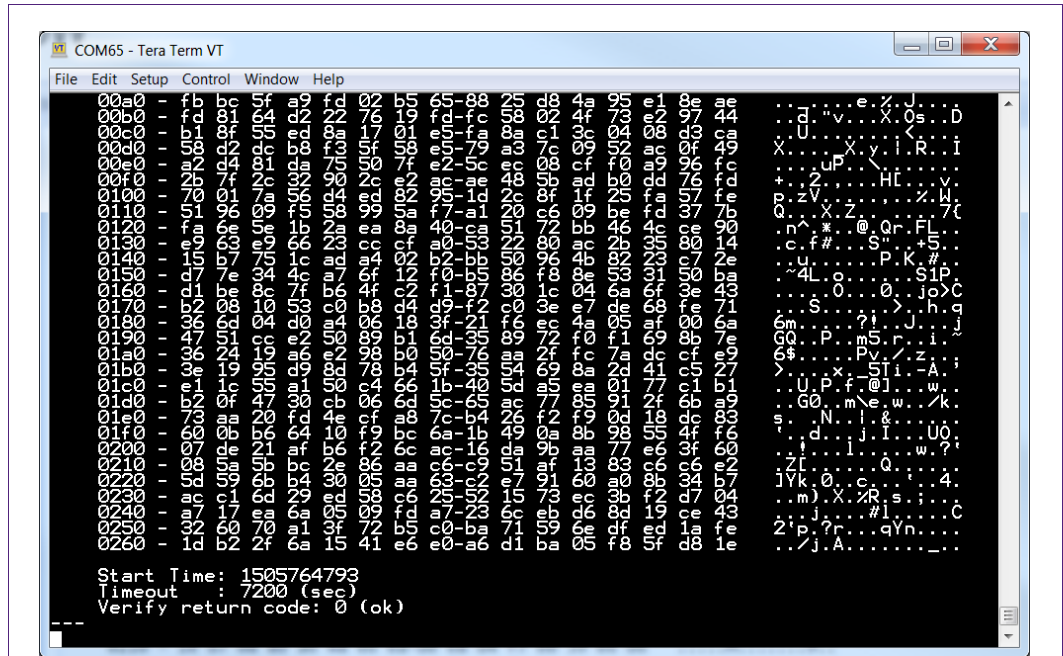 COM65 - Tera Term VT
File Edit Setup Control Window Help
00a0 - fb bc 5f a9 fd 02 b5 65-88 25 d8 4a 95 e1 8e ae .._....e.%.J....
00b0 - fd 81 64 d2 22 76 19 fd-fc 58 02 4f 73 e2 97 44 ..d."v...X.Os..D
00c0 - b1 8f 55 ed 8a 17 01 e5-fa 8a c1 3c 04 08 d3 ca ..U........<....
00d0 - 58 d2 dc b8 f3 5f 58 e5-79 a3 7c 09 52 ac 0f 49 X...._X.y.|.R..I
00e0 - a2 d4 81 da 75 50 7f e2-5c ec 08 cf f0 a9 96 fc ....uP..\.......
00f0 - 2b 7f 2c 32 90 2c e2 ac-ae 48 5b ad b0 dd 76 fd +.,2.,...H[...v.
0100 - 70 01 7a 56 d4 ed 82 95-1d 2c 8f 1f 25 fa 57 fe p.zV.....,..%.W.
0110 - 51 96 09 f5 58 99 5a f7-a1 20 c6 09 be fd 37 7b Q...X.Z.. ....7{
0120 - fa 6e 5e 1b 2a ea 8a 40-ca 51 72 bb 46 4c ce 90 .n^.*..@.Qr.FL..
0130 - e9 63 e9 66 23 cc cf a0-53 22 80 ac 2b 35 80 14 .c.f#...S"..+5..
0140 - 15 b7 75 1c ad a4 02 b2-bb 50 96 4b 82 23 c7 2e ..u......P.K.#..
0150 - d7 7e 34 4c a7 6f 12 f0-b5 86 f8 8e 53 31 50 ba .~4L.o......S1P.
0160 - d1 be 8c 7f b6 4f c2 f1-87 30 1c 04 6a 6f 3e 43 .....O...0..jo>C
0170 - b2 08 10 53 c0 b8 d4 d9-f2 c0 3e e7 de 68 fe 71 ...S......>..h.q
0180 - 36 6d 04 d0 a4 06 18 3f-21 f6 ec 4a 05 af 00 6a 6m.....?!..J...j
0190 - 47 51 cc e2 50 89 b1 6d-35 89 72 f0 f1 69 8b 7e GQ..P..m5.r..i.~
01a0 - 36 24 19 a6 e2 98 b0 50-76 aa 2f fc 7a dc cf e9 6$.....Pv./.z...
01b0 - 3e 19 95 d9 8d 78 b4 5f-35 54 69 8a 2d 41 c5 27 >....x._5Ti.-A.'
01c0 - e1 1c 55 a1 50 c4 66 1b-40 5d a5 ea 01 77 c1 b1 ..U.P.f.@]...w..
01d0 - b2 0f 47 30 cb 06 6d 5c-65 ac 77 85 91 2f 6b a9 ..G0..m\e.w../k.
01e0 - 73 aa 20 fd 4e cf a8 7c-b4 26 f2 f9 0d 18 dc 83 s. .N..|.&......
01f0 - 60 0b b6 64 10 f9 bc 6a-1b 49 0a 8b 98 55 4f f6 `..d...j.I...UO.
0200 - 07 de 21 af b6 f2 6c ac-16 da 9b aa 77 e6 3f 60 ..!...l.....w.?`
0210 - 08 5a 5b bc 2e 86 aa c6-c9 51 af 13 83 c6 c6 e2 .Z[......Q......
0220 - 5d 59 6b b4 30 05 aa 63-c2 e7 91 60 a0 8b 34 b7 ]Yk.0..c...`..4.
0230 - ac c1 6d 29 ed 58 c6 25-52 15 73 ec 3b f2 d7 04 ..m).X.%R.s.;...
0240 - a7 17 ea 6a 05 09 fd a7-23 6c eb d6 8d 19 ce 43 ...j....#l.....C
0250 - 32 60 70 a1 3f 72 b5 c0-ba 71 59 6e df ed 1a fe 2`p.?r...qYn....
0260 - 1d b2 2f 6a 15 41 e6 e0-a6 d1 ba 05 f8 5f d8 1e ../j.A......._..
Start Time: 1505764793
Timeout : 7200 (sec)
Verify return code: 0 (ok)
---